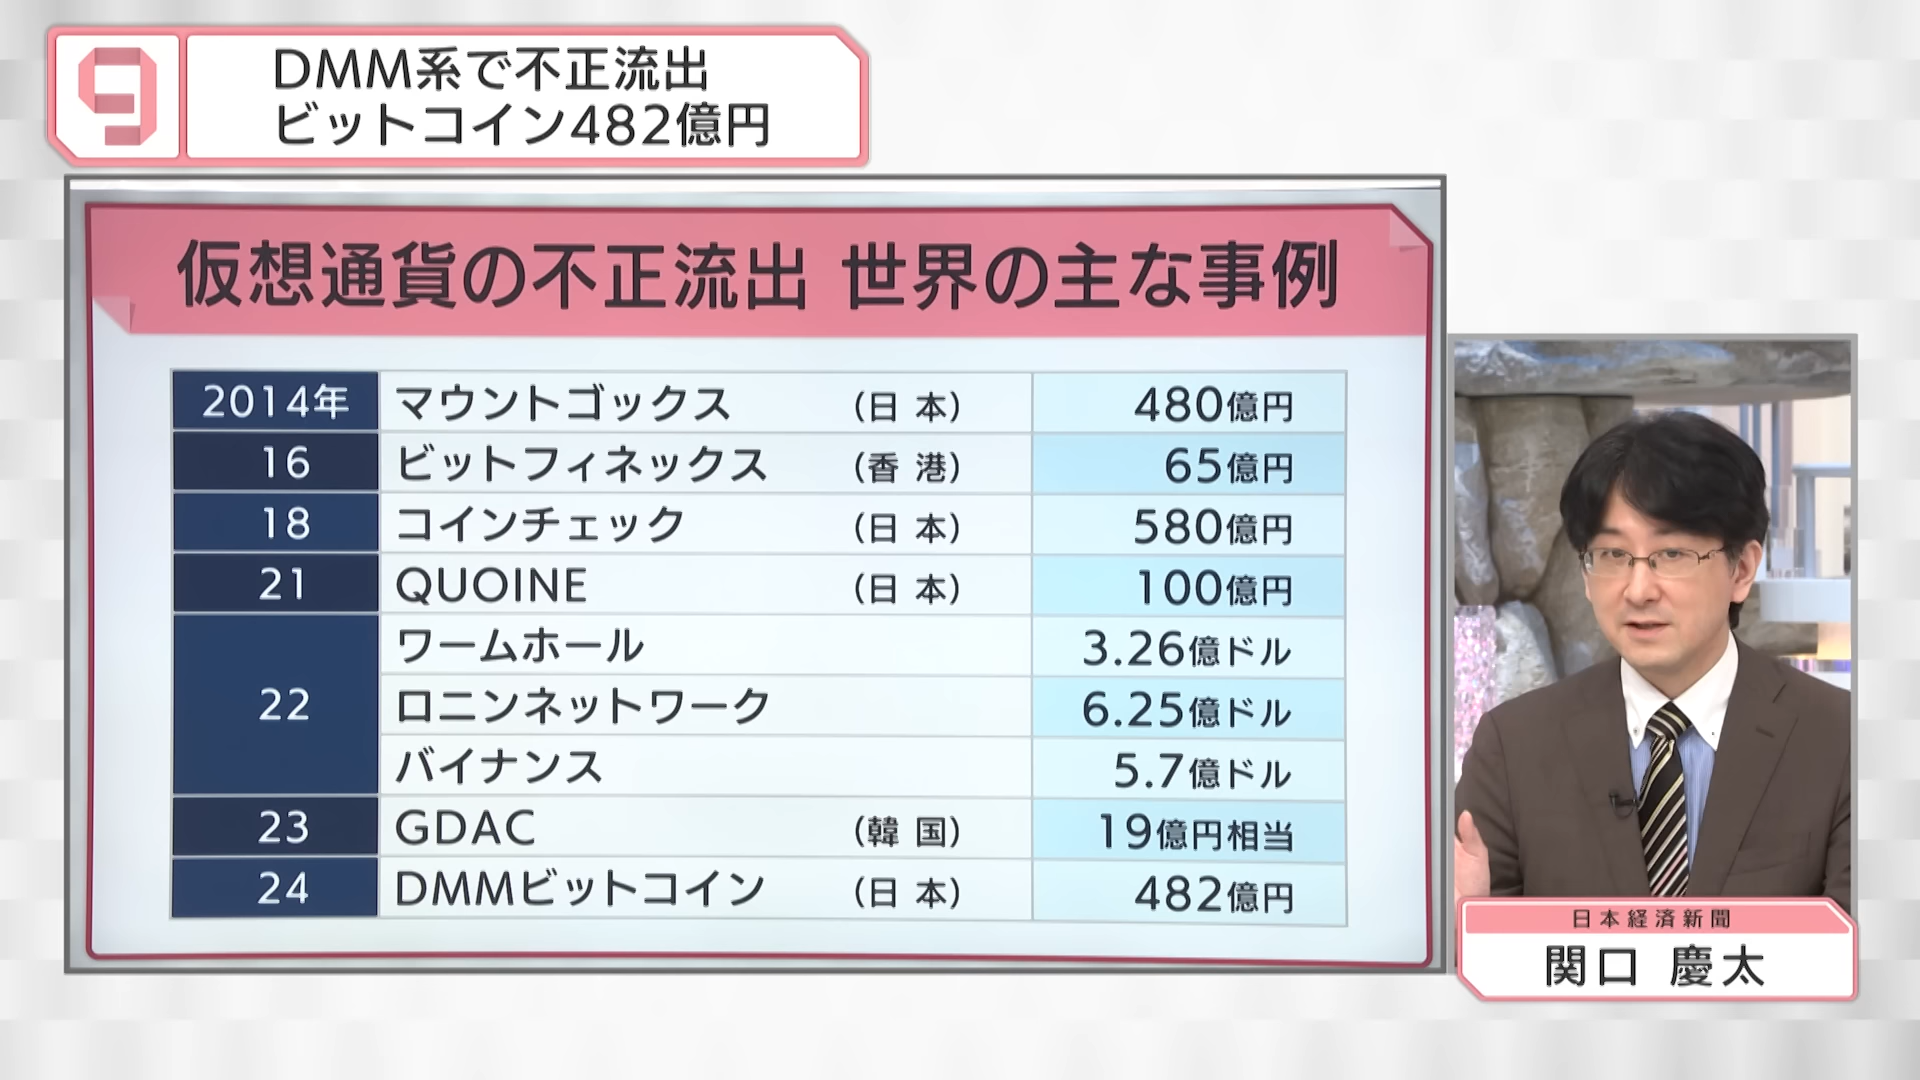 9
DMM系で不正流出
ビットコイン482億円
仮想通貨の不正流出 世界の主な事例
2014年 マウントゴックス (日 本) 480億円
16 ビットフィネックス (香 港) 65億円
18 コインチェック (日 本) 580億円
21 QUOINE (日 本) 100億円
22 ワームホール 3.26億ドル
ロニンネットワーク 6.25億ドル
バイナンス 5.7億ドル
23 GDAC (韓 国) 19億円相当
24 DMMビットコイン (日 本) 482億円
日本経済新聞
関口 慶太